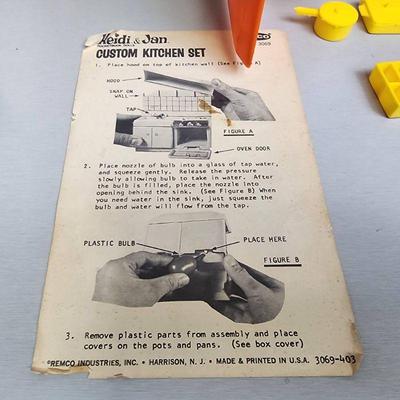 Heidi & Jan
POCKETBOOK DOLLS
CUSTOM KITCHEN SET
3069
1. Place hood on top of kitchen wall (See Figure A)
HOOD
SNAP ON
WALL
TAP
FIGURE A
OVEN DOOR
2. Place nozzle of bulb into a glass of tap water,
and squeeze gently. Release the pressure
slowly allowing bulb to take in water. After
the bulb is filled, place the nozzle into
opening behind the sink. (See Figure B) When
you need water in the sink, just squeeze the
bulb and water will flow from the tap.
PLASTIC BULB
PLACE HERE
FIGURE B
3. Remove plastic parts from assembly and place
covers on the pots and pans. (See box cover)
REMCO INDUSTRIES, INC. • HARRISON, N. J. • MADE & PRINTED IN U.S.A. 3069-403